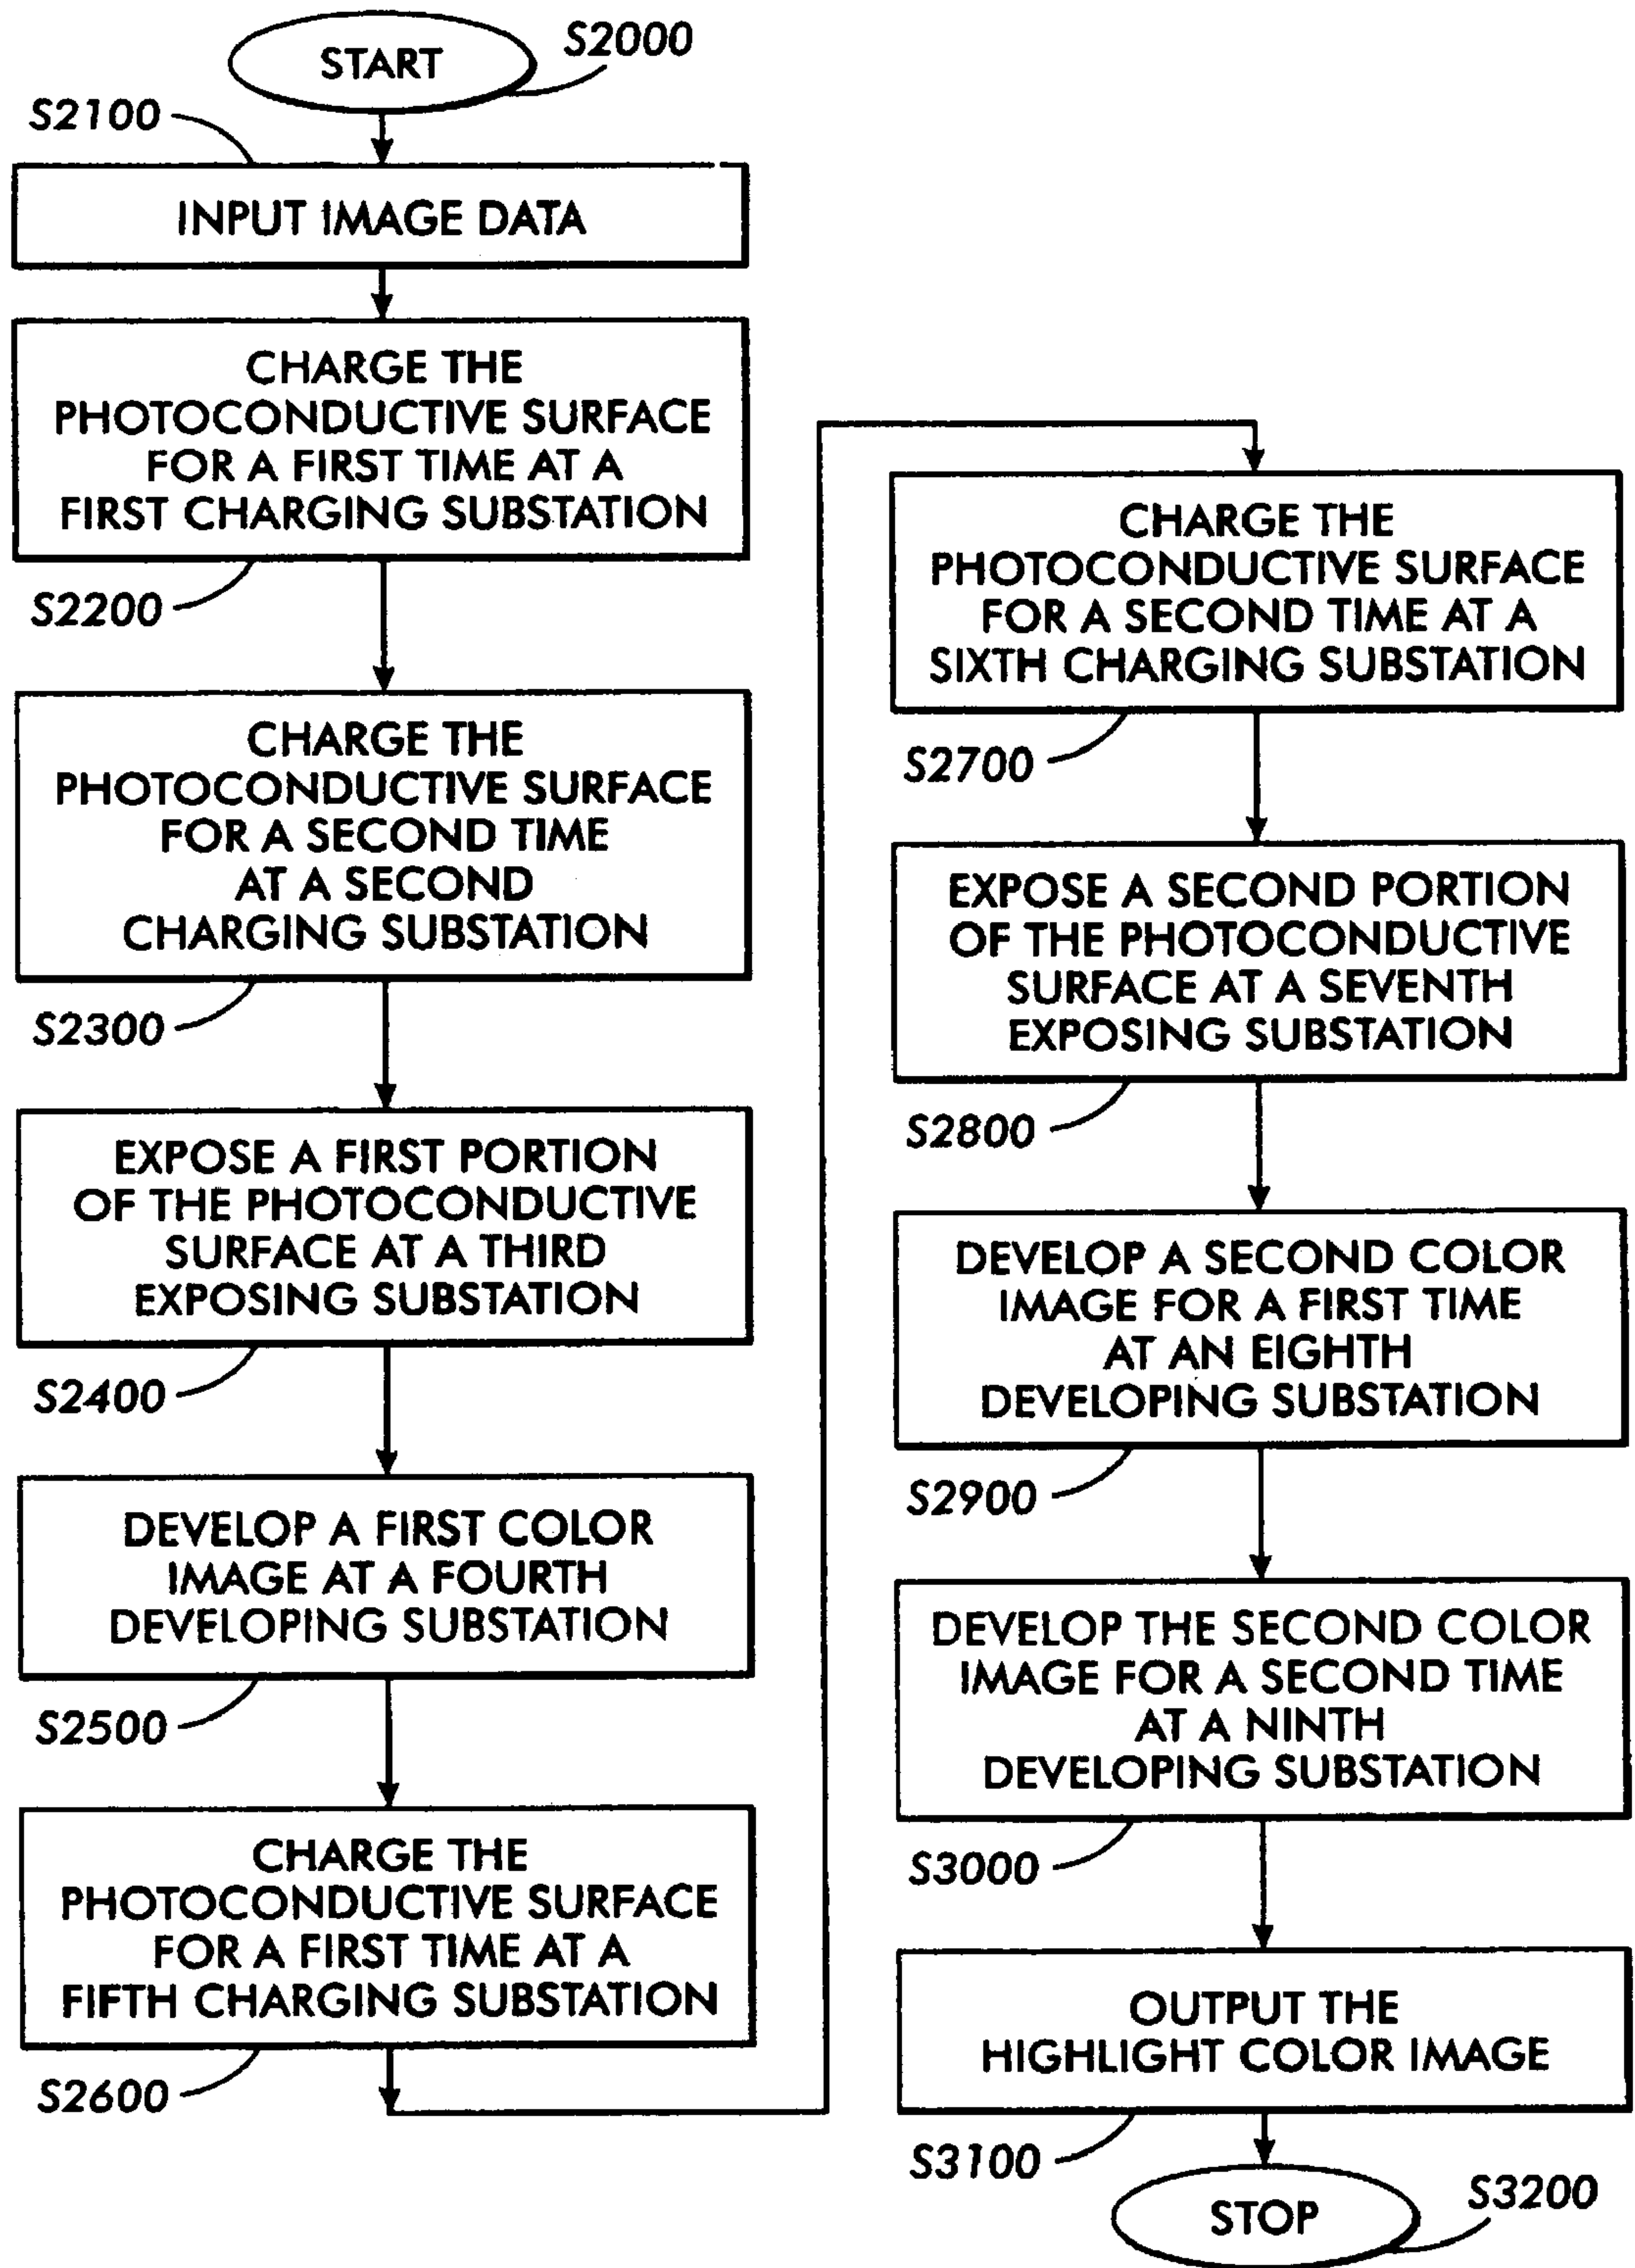 START
S2000
S2100
INPUT IMAGE DATA
CHARGE THE
PHOTOCONDUCTIVE SURFACE
FOR A FIRST TIME AT A
FIRST CHARGING SUBSTATION
S2200
CHARGE THE
PHOTOCONDUCTIVE SURFACE
FOR A SECOND TIME
AT A SECOND
CHARGING SUBSTATION
S2300
EXPOSE A FIRST PORTION
OF THE PHOTOCONDUCTIVE
SURFACE AT A THIRD
EXPOSING SUBSTATION
S2400
DEVELOP A FIRST COLOR
IMAGE AT A FOURTH
DEVELOPING SUBSTATION
S2500
CHARGE THE
PHOTOCONDUCTIVE SURFACE
FOR A FIRST TIME AT A
FIFTH CHARGING SUBSTATION
S2600
CHARGE THE
PHOTOCONDUCTIVE SURFACE
FOR A SECOND TIME AT A
SIXTH CHARGING SUBSTATION
S2700
EXPOSE A SECOND PORTION
OF THE PHOTOCONDUCTIVE
SURFACE AT A SEVENTH
EXPOSING SUBSTATION
S2800
DEVELOP A SECOND COLOR
IMAGE FOR A FIRST TIME
AT AN EIGHTH
DEVELOPING SUBSTATION
S2900
DEVELOP THE SECOND COLOR
IMAGE FOR A SECOND TIME
AT A NINTH
DEVELOPING SUBSTATION
S3000
OUTPUT THE
HIGHLIGHT COLOR IMAGE
S3100
STOP
S3200